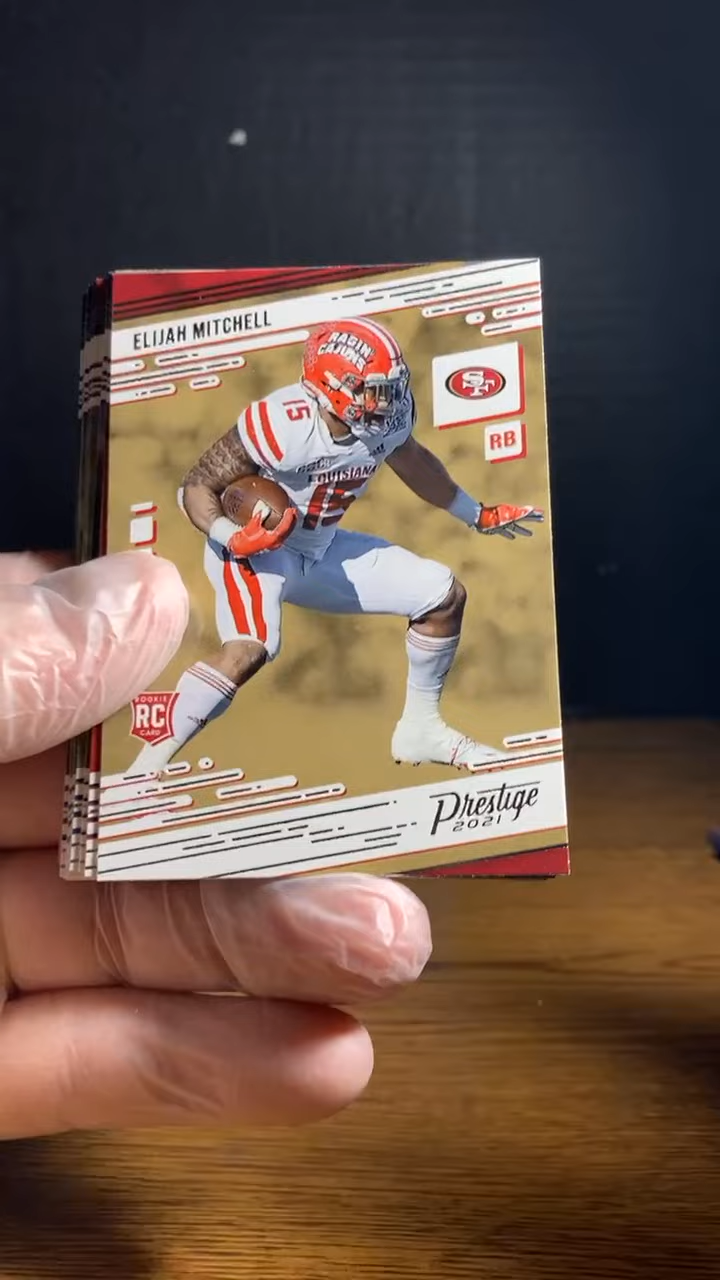 ELIJAH MITCHELL
RAGIN
CAJUNS
SF
15
RB
LOUISIANA
15
ROOKIE
RC
CARD
Prestige
2021